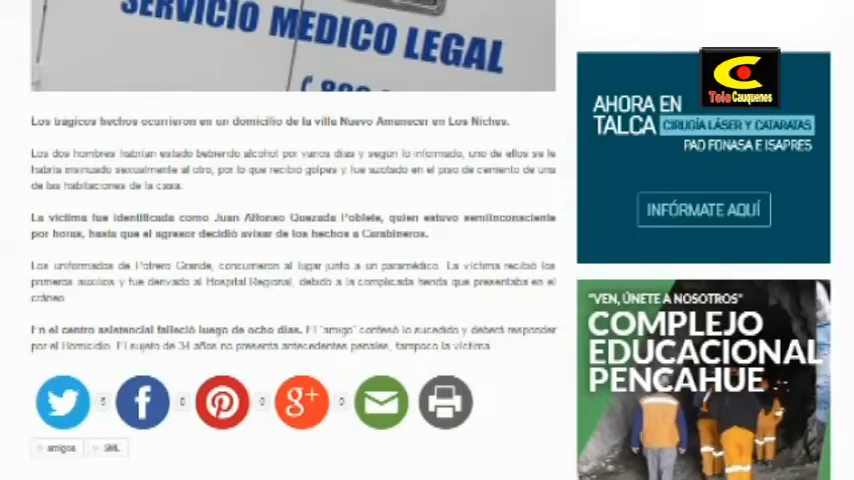 SERVICIO MEDICO LEGAL
Los trágicos hechos ocurrieron en un domicilio de la villa Nuevo Amanecer en Los Niches.
Los dos hombres habrían estado bebiendo alcohol por varios días y según lo informado, uno de ellos se le
habría insinuado sexualmente al otro, por lo que recibió golpes y fue azotado en el piso de cemento de una
de las habitaciones de la casa.
La víctima fue identificada como Juan Alfonso Quezada Poblete, quien estuvo semiinconsciente
por horas, hasta que el agresor decidió avisar de los hechos a Carabineros.
Los uniformados de Potrero Grande, concurrieron al lugar junto a un paramédico. La víctima recibió los
primeros auxilios y fue derivado al Hospital Regional, debido a la complicada herida que presentaba en el
cráneo.
En el centro asistencial falleció luego de ocho días. El "amigo" confesó lo sucedido y deberá responder
por el Homicidio. El sujeto de 34 años no presenta antecedentes penales, tampoco la víctima.
5 0 0 0
amigos SML
Tele Cauquenes
AHORA EN
TALCA CIRUGÍA LÁSER Y CATARATAS
PAD FONASA E ISAPRES
INFÓRMATE AQUÍ
"VEN, ÚNETE A NOSOTROS"
COMPLEJO
EDUCACIONAL
PENCAHUE